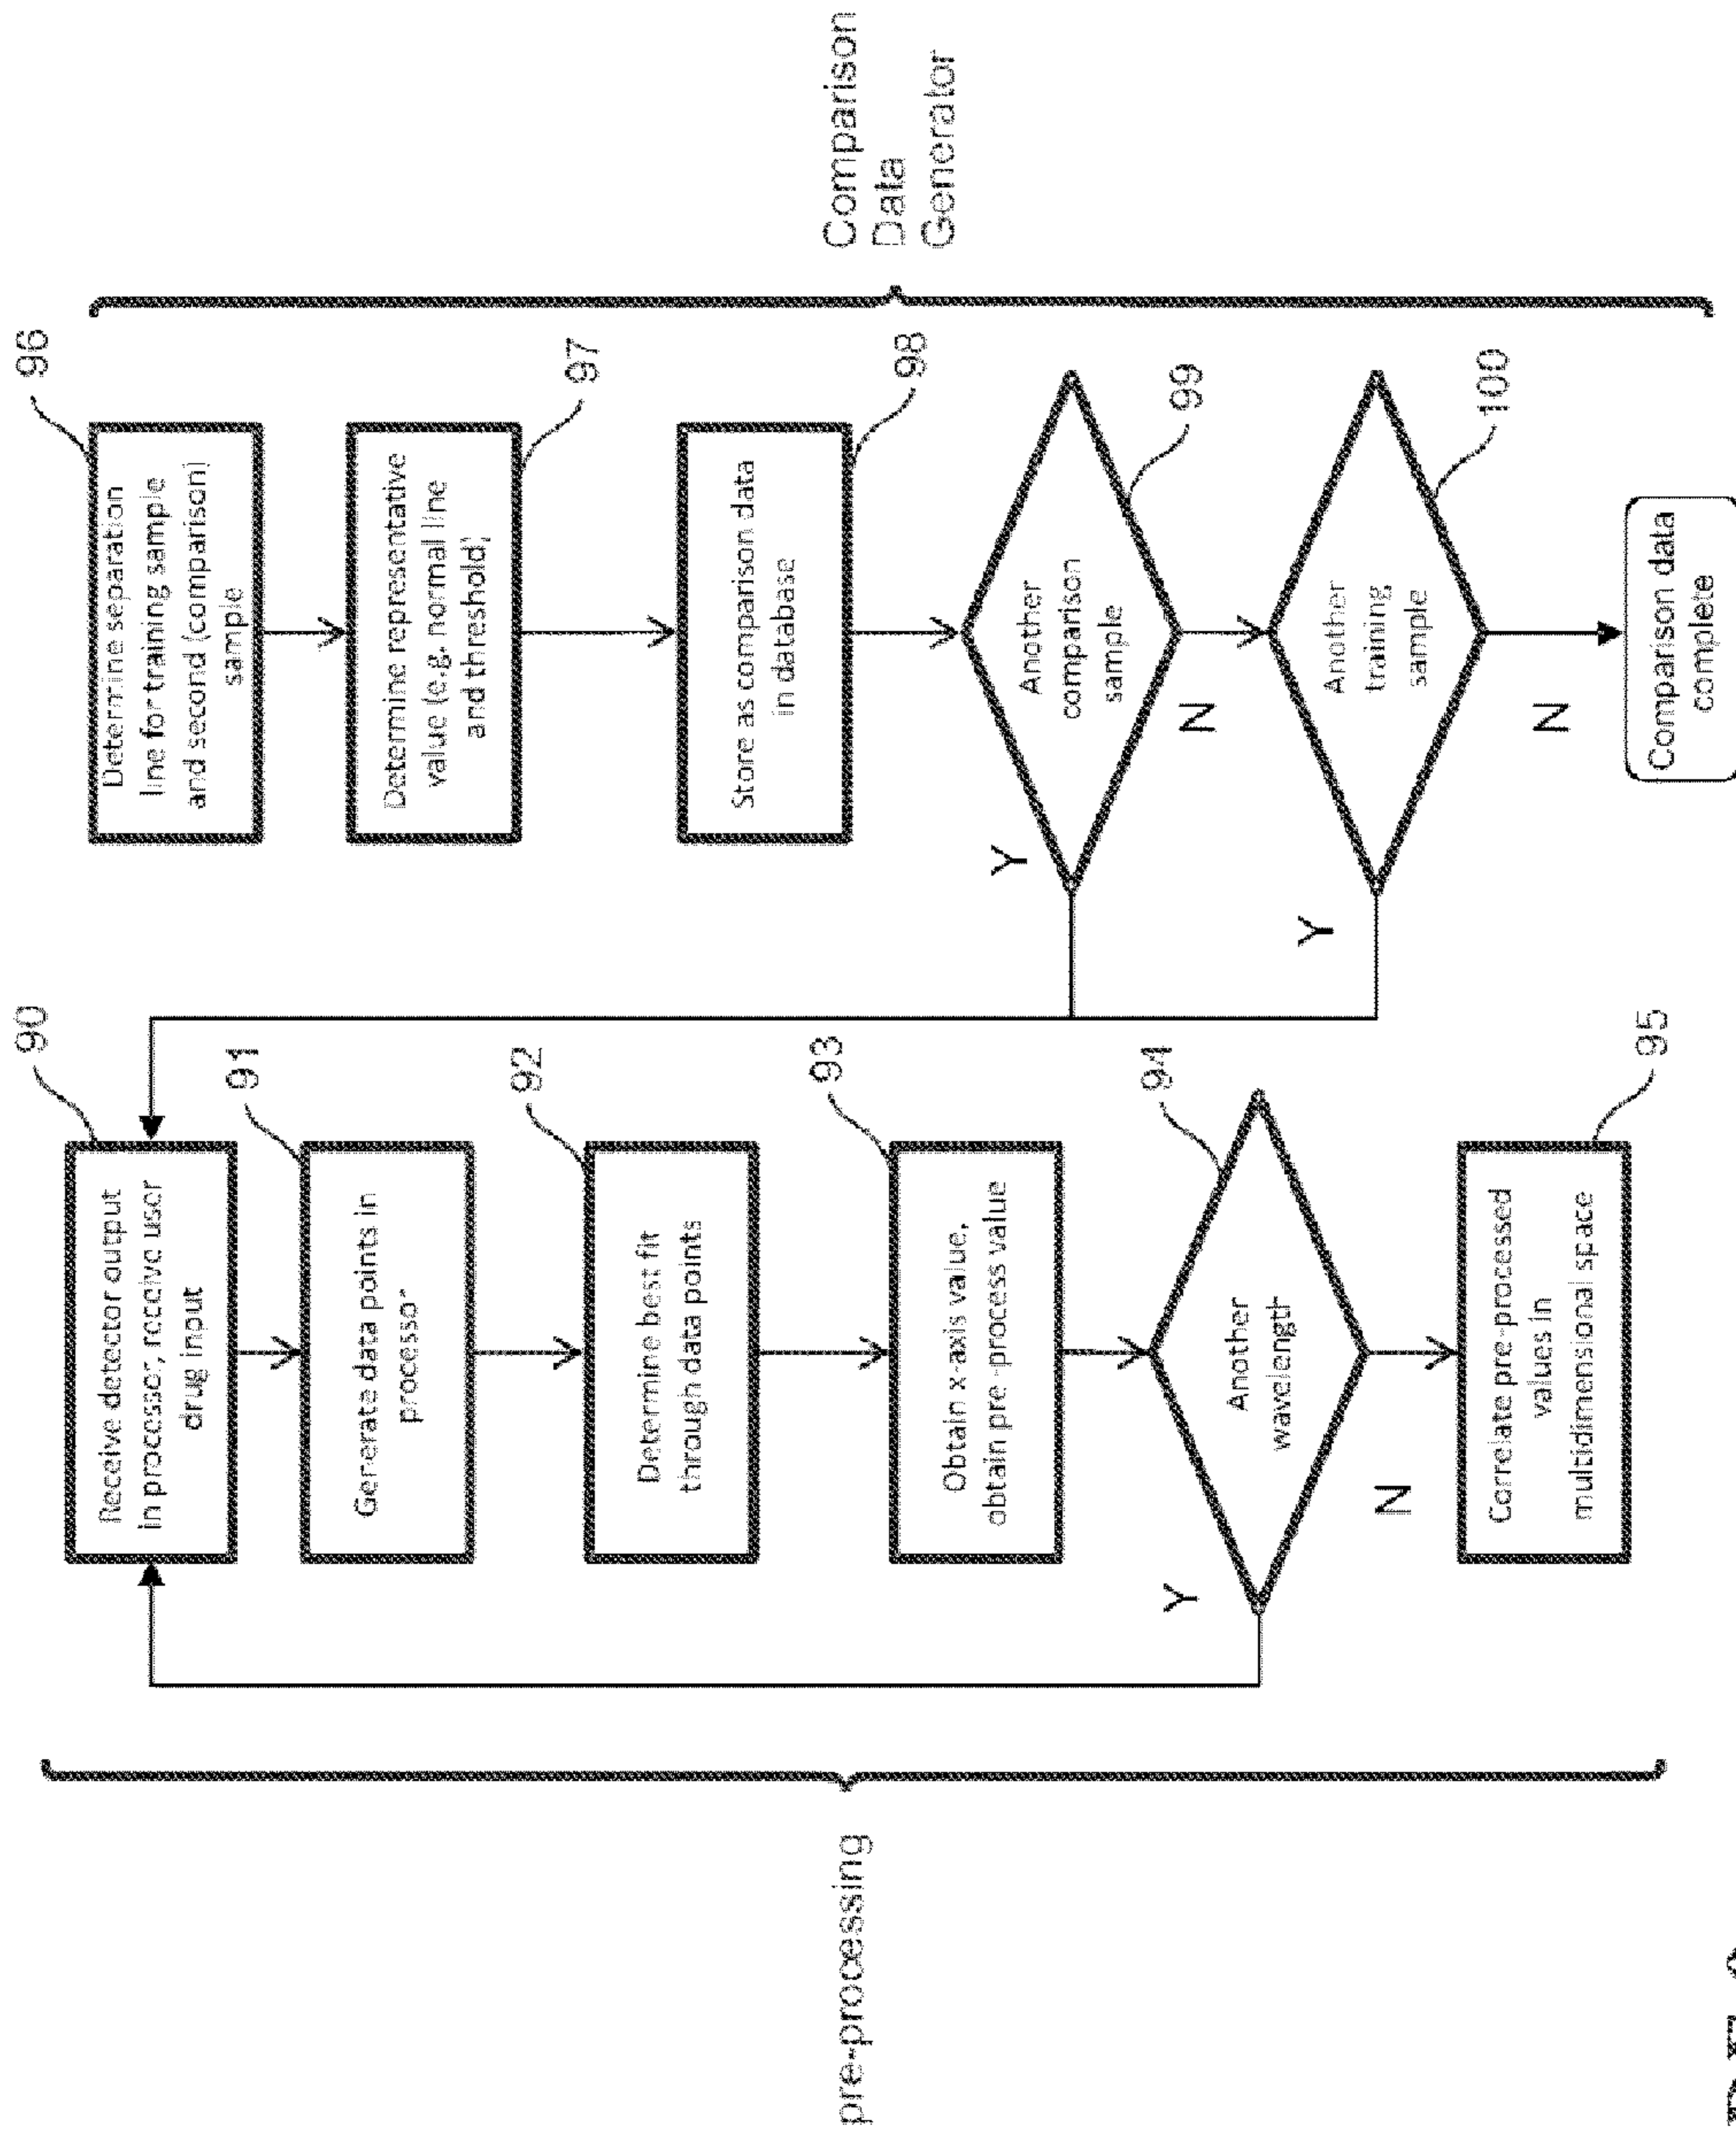 pre-processing
90
Receive detector output
in processor, receive user
drug input
91
Generate data points in
processor
92
Determine best fit
through data points
93
Obtain x-axis value,
obtain pre-process value
94
Another
wavelength
Y
N
95
Correlate pre-processed
values in
multidimensional space
96
Determine separation
line for training sample
and second (comparison)
sample
97
Determine representative
value (e.g. normal line
and threshold)
98
Store as comparison data
in database
99
Another
comparison
sample
Y
N
100
Another
training
sample
Y
N
Comparison data
complete
Comparison
Data
Generator